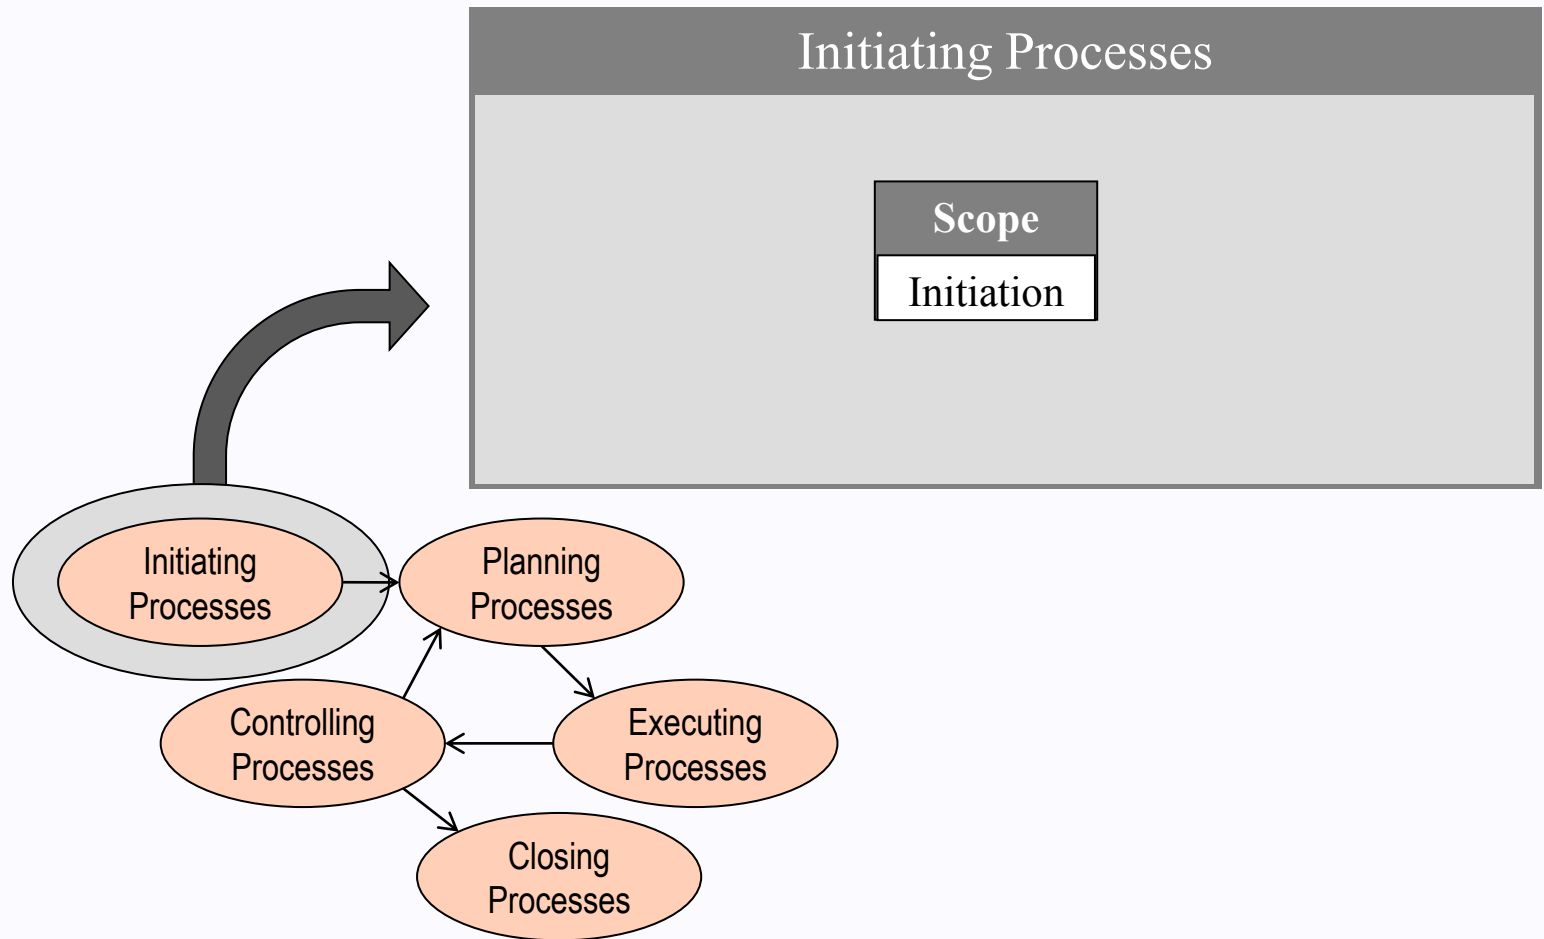 Initiating Processes
Scope
Initiation
Initiating
Processes
Planning
Processes
Controlling
Processes
Executing
Processes
Closing
Processes